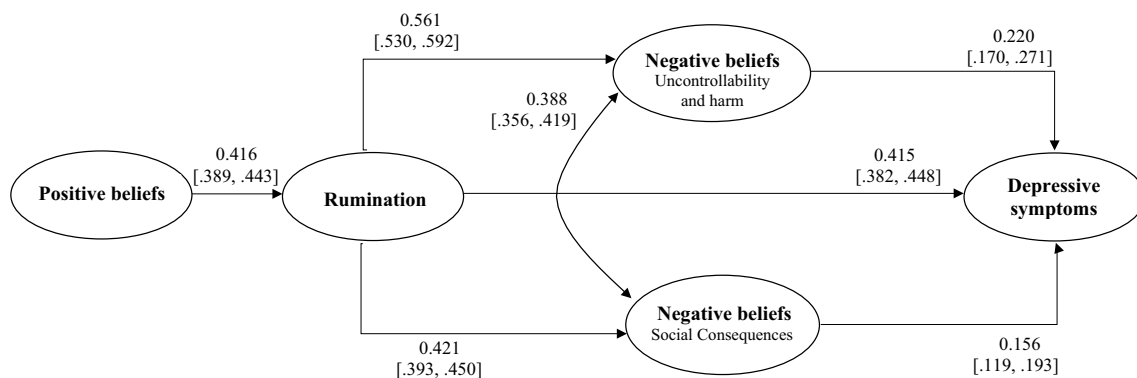 0.561
[.530, .592]
Negative beliefs
Uncontrollability
and harm
0.220
[.170, .271]
0.388
[.356, .419]
0.416
[.389, .443]
Positive beliefs
Rumination
0.415
[.382, .448]
Depressive
symptoms
Negative beliefs
Social Consequences
0.421
[.393, .450]
0.156
[.119, .193]